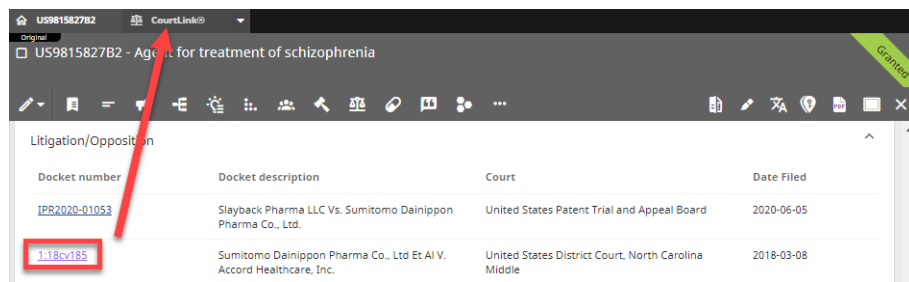 US9815827B2 CourtLink®
Original
US9815827B2 - Agent for treatment of schizophrenia
Granted
PDF
Litigation/Opposition
Docket number Docket description Court Date Filed
IPR2020-01053 Slayback Pharma LLC Vs. Sumitomo Dainippon United States Patent Trial and Appeal Board 2020-06-05
Pharma Co., Ltd.
1:18cv185 Sumitomo Dainippon Pharma Co., Ltd Et Al V. United States District Court, North Carolina 2018-03-08
Accord Healthcare, Inc. Middle